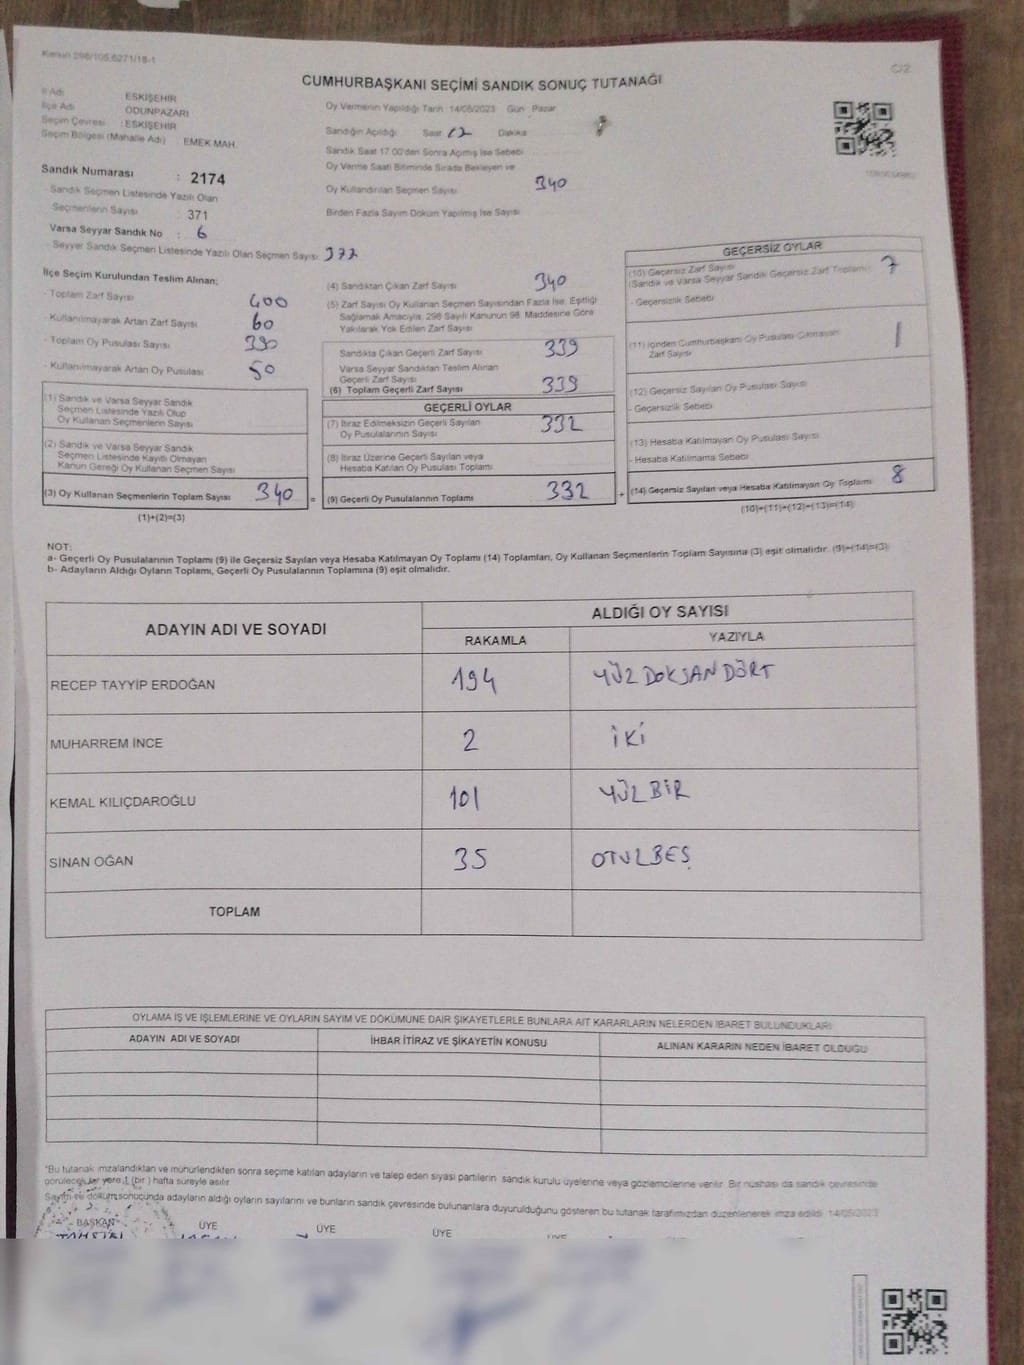 Kanun 298/105,6271/18-1
C/2
CUMHURBAŞKANI SEÇİMİ SANDIK SONUÇ TUTANAĞI
İl Adı ESKİŞEHİR
İlçe Adı ODUNPAZARI
Seçim Çevresi : ESKİŞEHİR
Seçim Bölgesi (Mahalle Adı) EMEK MAH.
Oy Vermenin Yapıldığı Tarih 14/05/2023 Gün Pazar
Sandığın Açıldığı Saat 17 Dakika
Sandık Saat 17.00'den Sonra Açılmış İse Sebebi
Oy Verme Saati Bitiminde Sırada Bekleyen ve
Oy Kullandırılan Seçmen Sayısı 340
Birden Fazla Sayım Döküm Yapılmış İse Sayısı
Sandık Numarası : 2174
- Sandık Seçmen Listesinde Yazılı Olan
Seçmenlerin Sayısı : 371
Varsa Seyyar Sandık No : 6
- Seyyar Sandık Seçmen Listesinde Yazılı Olan Seçmen Sayısı: 377
İlçe Seçim Kurulundan Teslim Alınan;
- Toplam Zarf Sayısı 400
- Kullanılmayarak Artan Zarf Sayısı 60
- Toplam Oy Pusulası Sayısı 390
- Kullanılmayarak Artan Oy Pusulası 50
(1) Sandık ve Varsa Seyyar Sandık
Seçmen Listesinde Yazılı Olup
Oy Kullanan Seçmenlerin Sayısı
(2) Sandık ve Varsa Seyyar Sandık
Seçmen Listesinde Kayıtlı Olmayan
Kanun Gereği Oy Kullanan Seçmen Sayısı
(3) Oy Kullanan Seçmenlerin Toplam Sayısı 340 =
(1)+(2)=(3)
(4) Sandıktan Çıkan Zarf Sayısı 340
(5) Zarf Sayısı Oy Kullanan Seçmen Sayısından Fazla İse, Eşitliği
Sağlamak Amacıyla, 298 Sayılı Kanunun 98. Maddesine Göre
Yakılarak Yok Edilen Zarf Sayısı
Sandıkta Çıkan Geçerli Zarf Sayısı 339
Varsa Seyyar Sandıktan Teslim Alınan
Geçerli Zarf Sayısı
(6) Toplam Geçerli Zarf Sayısı 339
GEÇERLİ OYLAR
(7) İtiraz Edilmeksizin Geçerli Sayılan
Oy Pusulalarının Sayısı 332
(8) İtiraz Üzerine Geçerli Sayılan veya
Hesaba Katılan Oy Pusulası Toplamı
(9) Geçerli Oy Pusulalarının Toplamı 332 +
GEÇERSİZ OYLAR
(10) Geçersiz Zarf Sayısı
(Sandık ve Varsa Seyyar Sandık Geçersiz Zarf Toplamı) 7
- Geçersizlik Sebebi
(11) İçinden Cumhurbaşkanı Oy Pusulası Çıkmayan
Zarf Sayısı 1
(12) Geçersiz Sayılan Oy Pusulası Sayısı
- Geçersizlik Sebebi
(13) Hesaba Katılmayan Oy Pusulası Sayısı
- Hesaba Katılmama Sebebi
(14) Geçersiz Sayılan veya Hesaba Katılmayan Oy Toplamı 8
(10)+(11)+(12)+(13)=(14)
NOT:
a- Geçerli Oy Pusulalarının Toplamı (9) ile Geçersiz Sayılan veya Hesaba Katılmayan Oy Toplamı (14) Toplamları, Oy Kullanan Seçmenlerin Toplam Sayısına (3) eşit olmalıdır. (9)+(14)=(3)
b- Adayların Aldığı Oyların Toplamı, Geçerli Oy Pusulalarının Toplamına (9) eşit olmalıdır.
ADAYIN ADI VE SOYADI ALDIĞI OY SAYISI
RAKAMLA YAZIYLA
RECEP TAYYİP ERDOĞAN 194 YÜZ DOKSAN DÖRT
MUHARREM İNCE 2 İKİ
KEMAL KILIÇDAROĞLU 101 YÜZ BİR
SİNAN OĞAN 35 OTUZBEŞ
TOPLAM
OYLAMA İŞ VE İŞLEMLERİNE VE OYLARIN SAYIM VE DÖKÜMÜNE DAİR ŞİKAYETLERLE BUNLARA AİT KARARLARIN NELERDEN İBARET BULUNDUKLARI
ADAYIN ADI VE SOYADI İHBAR İTİRAZ VE ŞİKAYETİN KONUSU ALINAN KARARIN NEDEN İBARET OLDUĞU
*Bu tutanak imzalandıktan ve mühürlendikten sonra seçime katılan adayların ve talep eden siyasi partilerin sandık kurulu üyelerine veya gözlemcilerine verilir. Bir nüshası da sandık çevresinde
görülecek bir yere 1 (bir) hafta süreyle asılır.
Sayım ve döküm sonucunda adayların aldığı oyların sayılarını ve bunların sandık çevresinde bulunanlara duyurulduğunu gösteren bu tutanak tarafımızdan düzenlenerek imza edildi. 14/05/2023
BAŞKAN ÜYE ÜYE ÜYE ÜYE